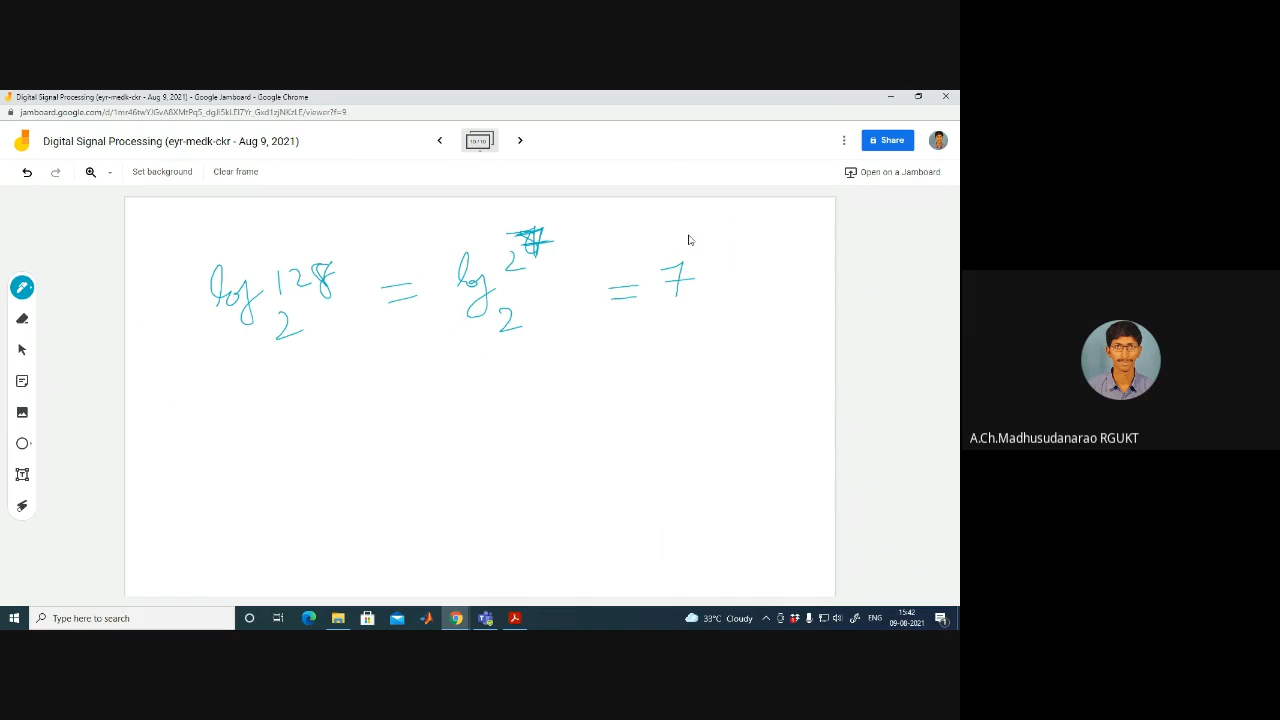 Digital Signal Processing (eyr-medk-ckr - Aug 9, 2021) - Google Jamboard - Google Chrome
Digital Signal Processing (eyr-medk-ckr - Aug 9, 2021)
10 / 10
Share
Set background
Clear frame
Open on a Jamboard
log₂ 128 = log₂ 2⁷ = 7
A.Ch.Madhusudanarao RGUKT
Type here to search
33°C Cloudy
ENG
15:42
09-08-2021